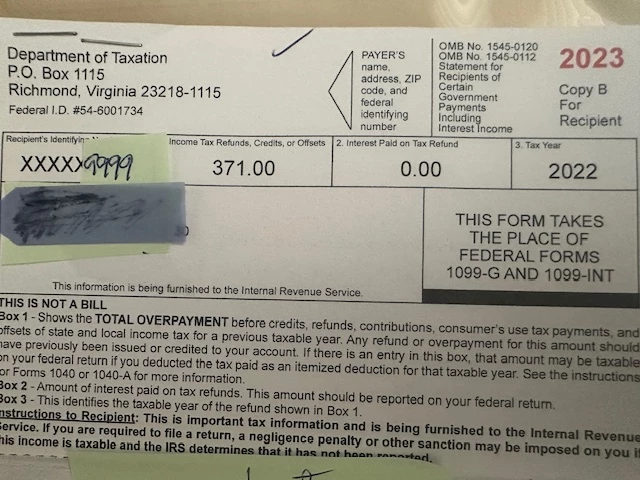 Department of Taxation
P.O. Box 1115
Richmond, Virginia 23218-1115
Federal I.D. #54-6001734
PAYER'S
name,
address, ZIP
code, and
federal
identifying
number
OMB No. 1545-0120
OMB No. 1545-0112
Statement for
Recipients of
Certain
Government
Payments
Including
Interest Income
2023
Copy B
For
Recipient
Recipient's
XXXXX9999
Income Tax Refunds, Credits, or Offsets
371.00
2. Interest Paid on Tax Refund
0.00
3. Tax Year
2022
THIS FORM TAKES
THE PLACE OF
FEDERAL FORMS
1099-G AND 1099-INT
This information is being furnished to the Internal Revenue Service.
THIS IS NOT A BILL
Box 1 - Shows the TOTAL OVERPAYMENT before credits, refunds, contributions, consumer's use tax payments, and
offsets of state and local income tax for a previous taxable year. Any refund or overpayment for this amount should
have previously been issued or credited to your account. If there is an entry in this box, that amount may be taxable
on your federal return if you deducted the tax paid as an itemized deduction for that taxable year. See the instructions
for Forms 1040 or 1040-A for more information.
Box 2 - Amount of interest paid on tax refunds. This amount should be reported on your federal return.
Box 3 - This identifies the taxable year of the refund shown in Box 1.
Instructions to Recipient: This is important tax information and is being furnished to the Internal Revenue
Service. If you are required to file a return, a negligence penalty or other sanction may be imposed on you if
this income is taxable and the IRS determines that it has not been reported.